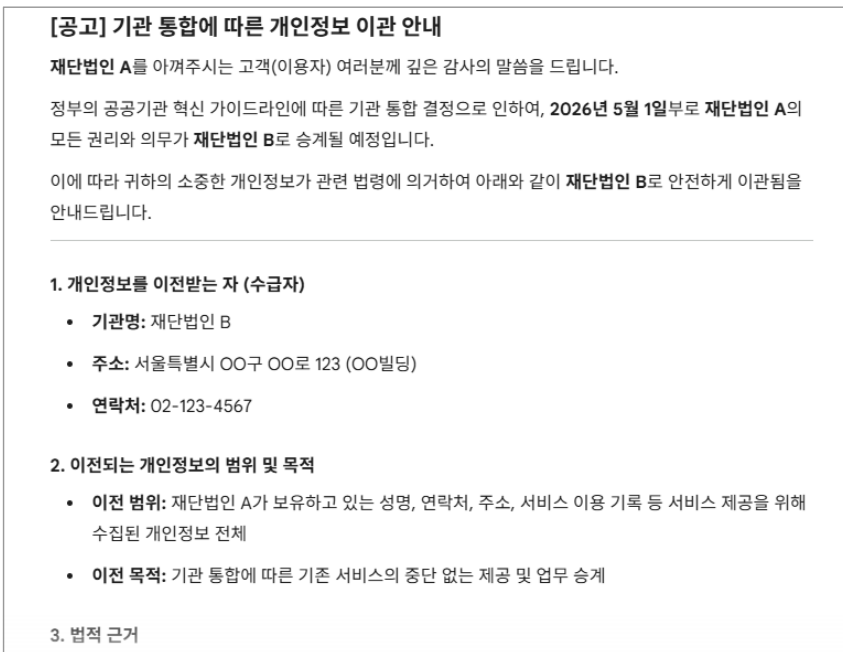 [공고] 기관 통합에 따른 개인정보 이관 안내
재단법인 A를 아껴주시는 고객(이용자) 여러분께 깊은 감사의 말씀을 드립니다.
정부의 공공기관 혁신 가이드라인에 따른 기관 통합 결정으로 인하여, 2026년 5월 1일부로 재단법인 A의
모든 권리와 의무가 재단법인 B로 승계될 예정입니다.
이에 따라 귀하의 소중한 개인정보가 관련 법령에 의거하여 아래와 같이 재단법인 B로 안전하게 이관됨을
안내드립니다.
1. 개인정보를 이전받는 자 (수급자)
• 기관명: 재단법인 B
• 주소: 서울특별시 OO구 OO로 123 (OO빌딩)
• 연락처: 02-123-4567
2. 이전되는 개인정보의 범위 및 목적
• 이전 범위: 재단법인 A가 보유하고 있는 성명, 연락처, 주소, 서비스 이용 기록 등 서비스 제공을 위해
수집된 개인정보 전체
• 이전 목적: 기관 통합에 따른 기존 서비스의 중단 없는 제공 및 업무 승계
3. 법적 근거